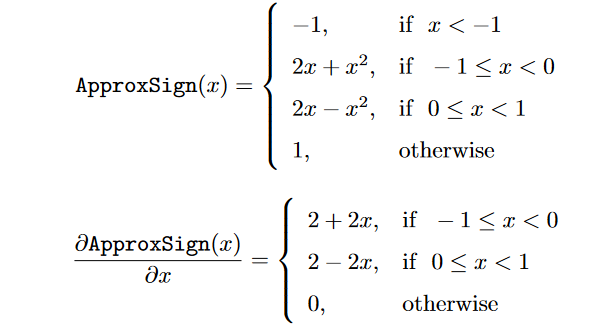 −1, if x < −1
2x + x², if − 1 ≤ x < 0
ApproxSign(x) =
2x − x², if 0 ≤ x < 1
1, otherwise
2 + 2x, if − 1 ≤ x < 0
∂ApproxSign(x)
∂x
=
2 − 2x, if 0 ≤ x < 1
0, otherwise